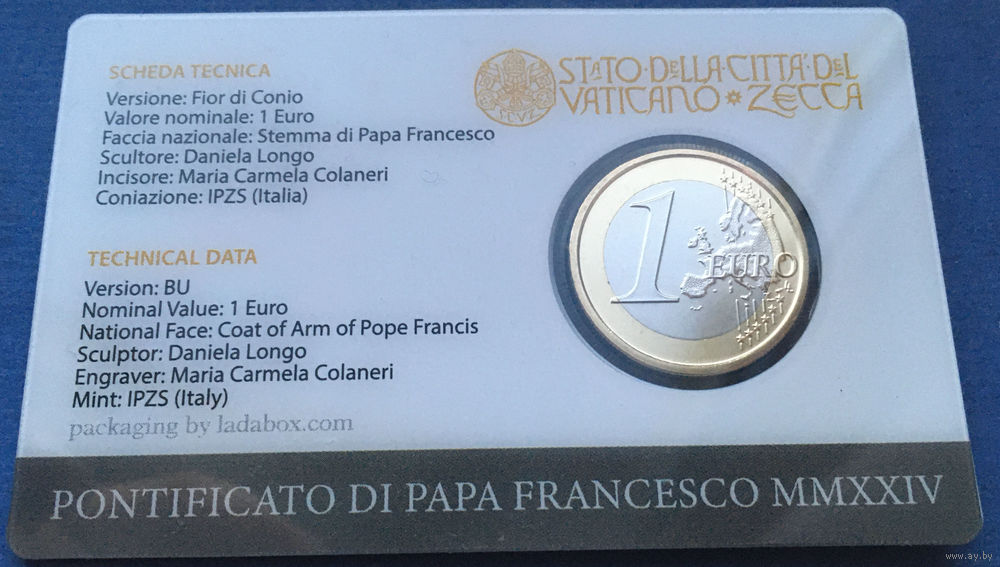 SCHEDA TECNICA
Versione: Fior di Conio
Valore nominale: 1 Euro
Faccia nazionale: Stemma di Papa Francesco
Scultore: Daniela Longo
Incisore: Maria Carmela Colaneri
Coniazione: IPZS (Italia)
STATO·DELLA·CITTÀ·DEL
VATICANO * ZECCA
1 EURO
TECHNICAL DATA
Version: BU
Nominal Value: 1 Euro
National Face: Coat of Arm of Pope Francis
Sculptor: Daniela Longo
Engraver: Maria Carmela Colaneri
Mint: IPZS (Italy)
packaging by ladabox.com
PONTIFICATO DI PAPA FRANCESCO MMXXIV
www.ay.by